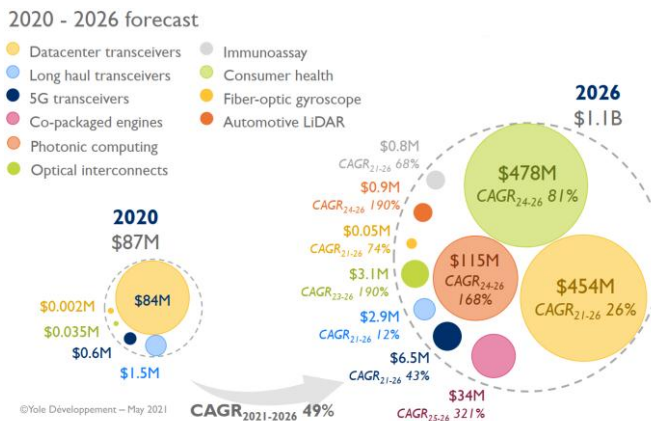 2020 - 2026 forecast
Datacenter transceivers
Long haul transceivers
5G transceivers
Co-packaged engines
Photonic computing
Optical interconnects
Immunoassay
Consumer health
Fiber-optic gyroscope
Automotive LiDAR
2020
$87M
$84M
$0.002M
$0.035M
$0.6M
$1.5M
2026
$1.1B
$0.8M
CAGR21-26 68%
$0.9M
CAGR24-26 190%
$0.05M
CAGR21-26 74%
$3.1M
CAGR23-26 190%
$2.9M
CAGR21-26 12%
$6.5M
CAGR21-26 43%
$34M
CAGR25-26 321%
$478M
CAGR24-26 81%
$115M
CAGR24-26
168%
$454M
CAGR21-26 26%
CAGR2021-2026 49%
©Yole Développement – May 2021